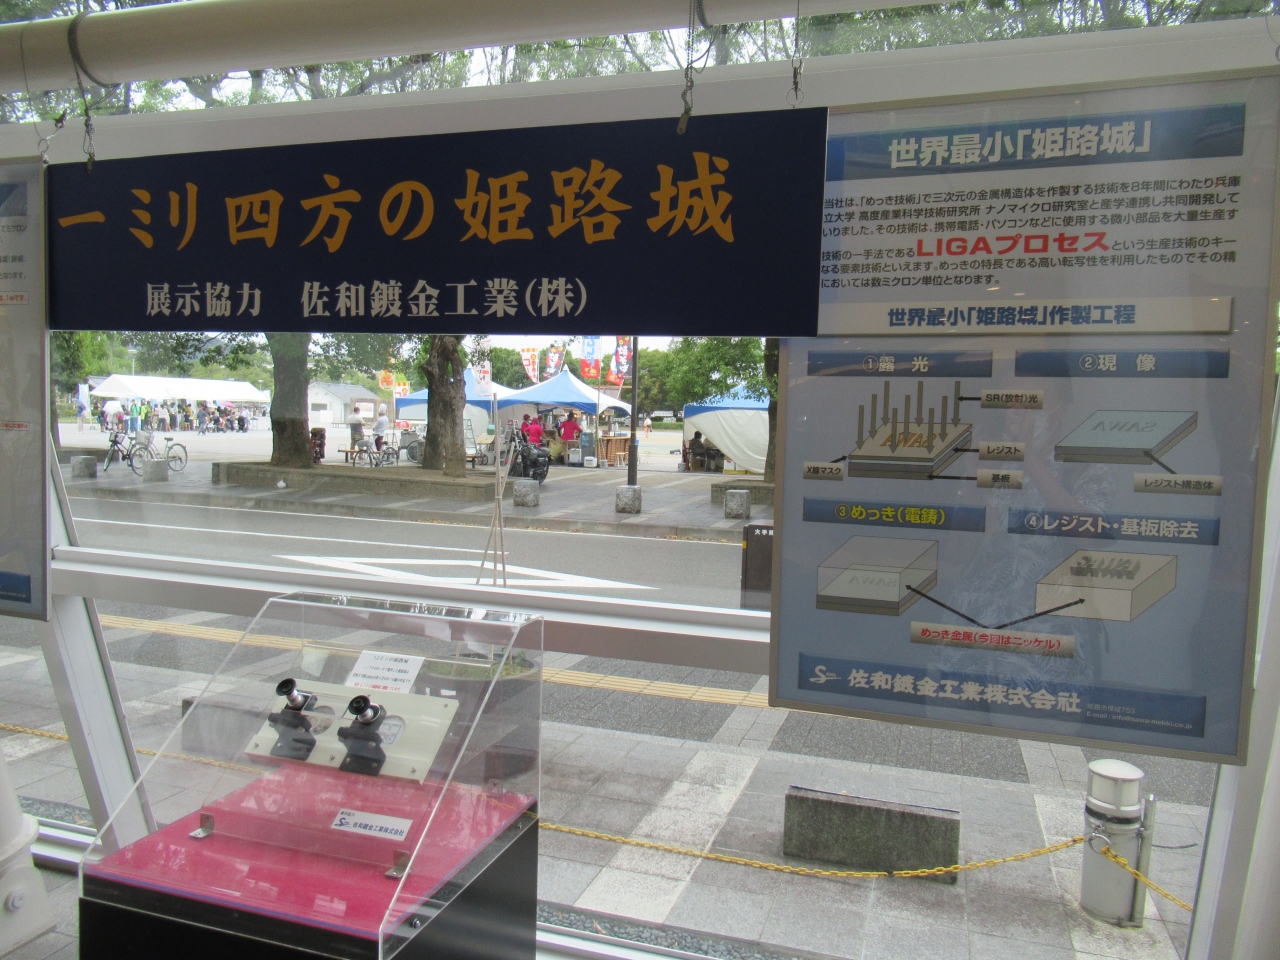 一ミリ四方の姫路城
展示協力 佐和鍍金工業(株)
世界最小「姫路城」
当社は、「めっき技術」で三次元の金属構造体を作製する技術を8年間にわたり兵庫
立大学 高度産業科学技術研究所 ナノマイクロ研究室と産学連携し共同開発して
いりました。その技術は、携帯電話・パソコンなどに使用する微小部品を大量生産す
技術の一手法であるLIGAプロセスという生産技術のキー
なる要素技術といえます。めっきの特長である高い転写性を利用したものでその精
においては数ミクロン単位となります。
世界最小「姫路城」作製工程
①露光
②現像
SR(放射)光
レジスト
X線マスク
基板
SAWA
レジスト構造体
③めっき(電鋳)
④レジスト・基板除去
めっき金属(今回はニッケル)
佐和鍍金工業株式会社
佐和鍍金工業株式会社